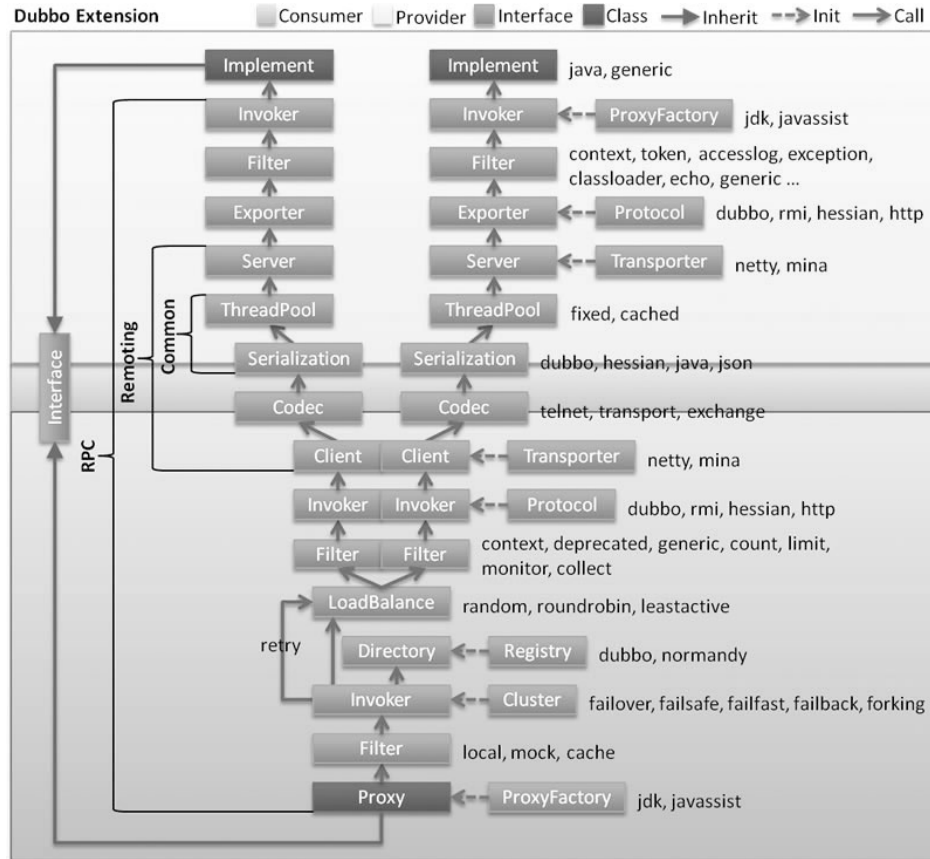 Dubbo Extension
Consumer Provider Interface Class Inherit Init Call
Implement Implement java, generic
Invoker Invoker ProxyFactory jdk, javassist
Filter Filter context, token, accesslog, exception,
classloader, echo, generic ...
Exporter Exporter Protocol dubbo, rmi, hessian, http
Server Server Transporter netty, mina
ThreadPool ThreadPool fixed, cached
Common
Remoting
Serialization Serialization dubbo, hessian, java, json
Interface
Codec Codec telnet, transport, exchange
RPC
Client Client Transporter netty, mina
Invoker Invoker Protocol dubbo, rmi, hessian, http
Filter Filter context, deprecated, generic, count, limit,
monitor, collect
LoadBalance random, roundrobin, leastactive
retry
Directory Registry dubbo, normandy
Invoker Cluster failover, failsafe, failfast, failback, forking
Filter local, mock, cache
Proxy ProxyFactory jdk, javassist